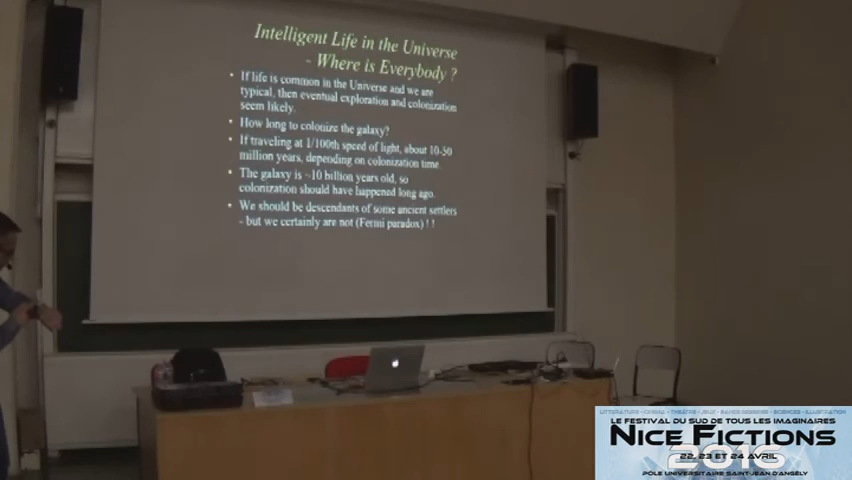 Intelligent Life in the Universe
- Where is Everybody ?
• If life is common in the Universe and we are
typical, then eventual exploration and colonization
seem likely.
• How long to colonize the galaxy?
• If traveling at 1/100th speed of light, about 10-50
million years, depending on colonization time.
• The galaxy is ~10 billion years old, so
colonization should have happened long ago.
• We should be descendants of some ancient settlers
- but we certainly are not (Fermi paradox) ! !
LITTERATURE • CINEMA • THÉÂTRE • JEUX • BANDE DESSINEE • SCIENCES • ILLUSTRATION
LE FESTIVAL DU SUD DE TOUS LES IMAGINAIRES
NICE FICTIONS
22, 23 ET 24 AVRIL
2016
POLE UNIVERSITAIRE SAINT-JEAN D'ANGÉLY